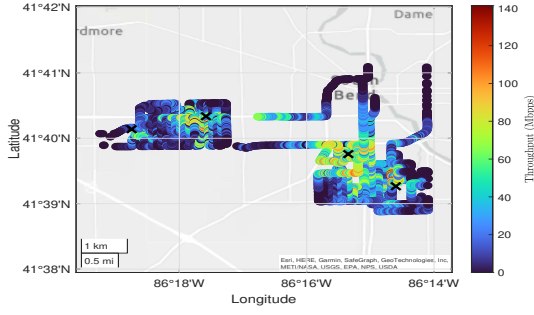 41°42'N
41°41'N
41°40'N
41°39'N
41°38'N
Latitude
rdmore
Dame
South
Bend
1 km
0.5 mi
Esri, HERE, Garmin, SafeGraph, GeoTechnologies, Inc,
METI/NASA, USGS, EPA, NPS, USDA
86°18'W
86°16'W
86°14'W
Longitude
140
120
100
80
60
40
20
0
Throughout (Mbps)